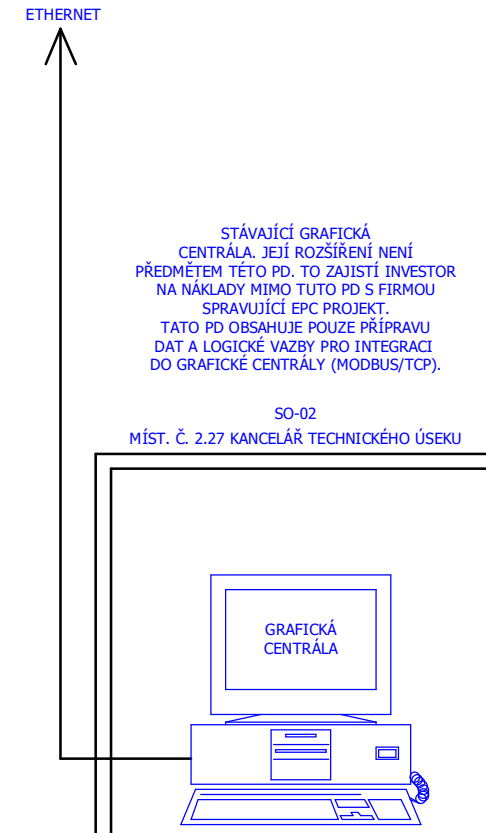 ETHERNET
STÁVAJÍCÍ GRAFICKÁ
CENTRÁLA. JEJÍ ROZŠÍŘENÍ NENÍ
PŘEDMĚTEM TÉTO PD. TO ZAJISTÍ INVESTOR
NA NÁKLADY MIMO TUTO PD S FIRMOU
SPRAVUJÍCÍ EPC PROJEKT.
TATO PD OBSAHUJE POUZE PŘÍPRAVU
DAT A LOGICKÉ VAZBY PRO INTEGRACI
DO GRAFICKÉ CENTRÁLY (MODBUS/TCP).
SO-02
MÍST. Č. 2.27 KANCELÁŘ TECHNICKÉHO ÚSEKU
GRAFICKÁ
CENTRÁLA